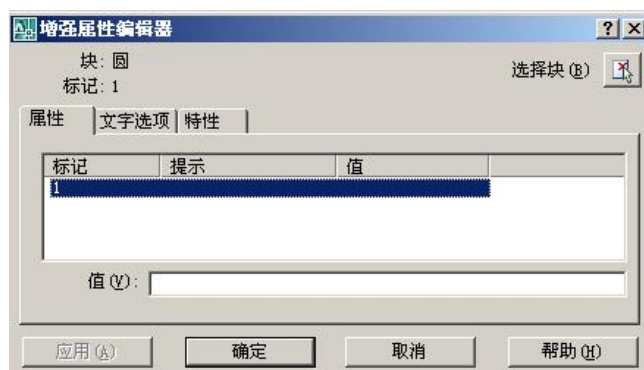 增强属性编辑器
块: 圆
标记: 1
选择块(B)
属性 文字选项 特性
标记 提示 值
1
值(V):
应用(A) 确定 取消 帮助(H)